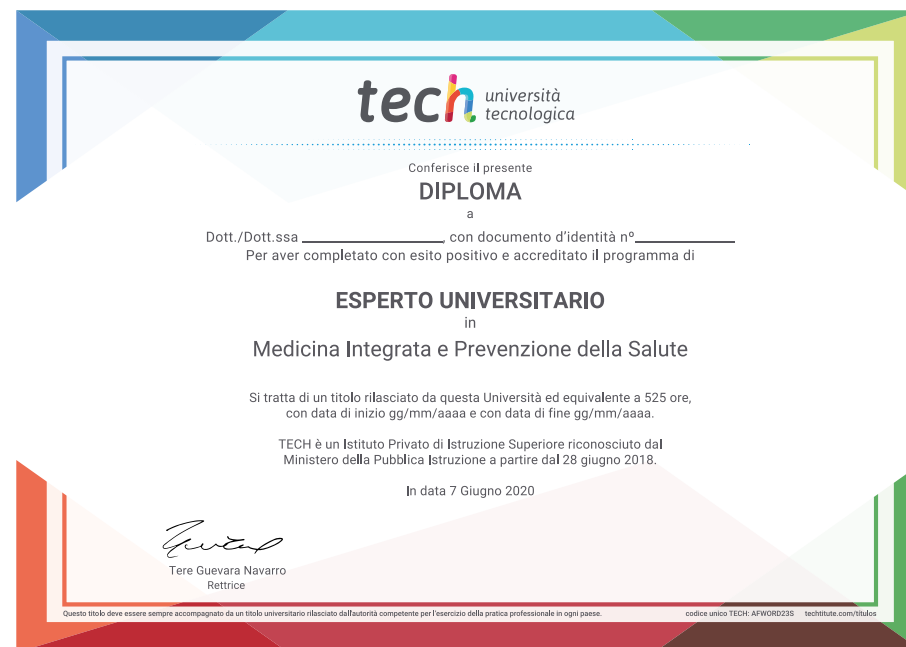 tech università
tecnologica
Conferisce il presente
DIPLOMA
a
Dott./Dott.ssa ____________________, con documento d'identità nº______________
Per aver completato con esito positivo e accreditato il programma di
ESPERTO UNIVERSITARIO
in
Medicina Integrata e Prevenzione della Salute
Si tratta di un titolo rilasciato da questa Università ed equivalente a 525 ore,
con data di inizio gg/mm/aaaa e con data di fine gg/mm/aaaa.
TECH è un Istituto Privato di Istruzione Superiore riconosciuto dal
Ministero della Pubblica Istruzione a partire dal 28 giugno 2018.
In data 7 Giugno 2020
Tere Guevara Navarro
Rettrice
Questo titolo deve essere sempre accompagnato da un titolo universitario rilasciato dall'autorità competente per l'esercizio della pratica professionale in ogni paese. codice unico TECH: AFWORD23S techtitute.com/titulos